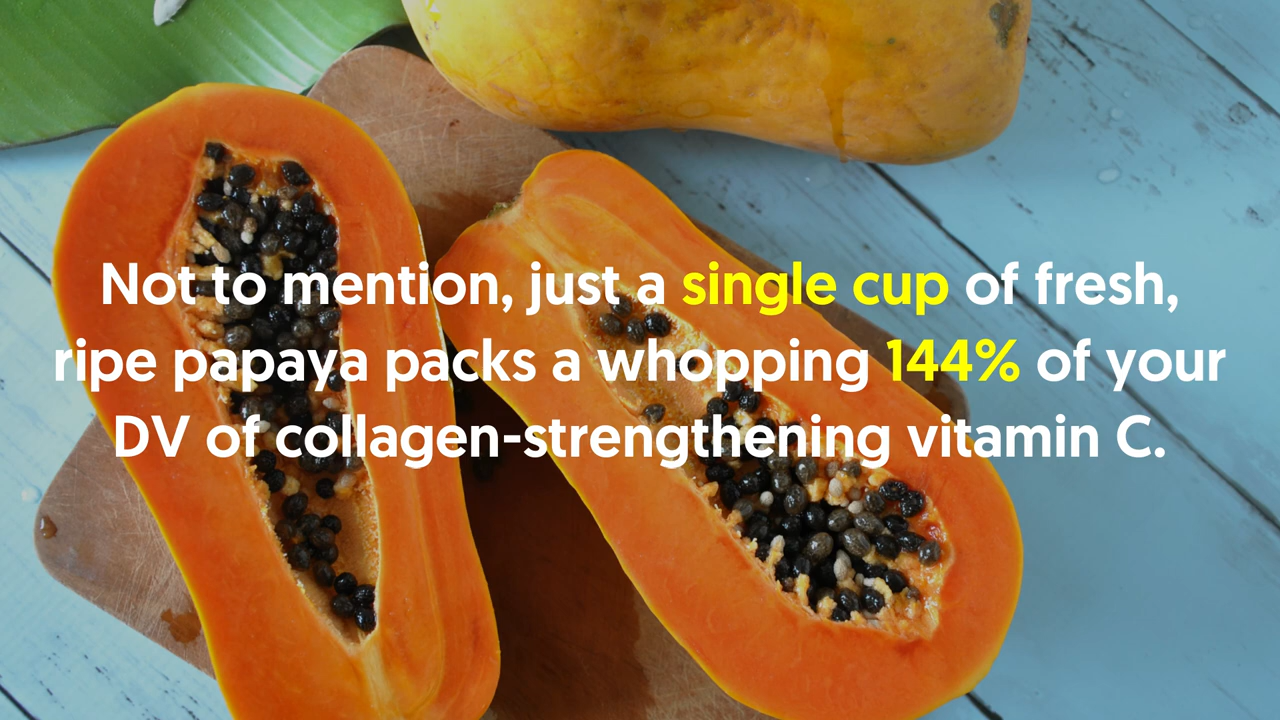 Not to mention, just a single cup of fresh,
ripe papaya packs a whopping 144% of your
DV of collagen-strengthening vitamin C.